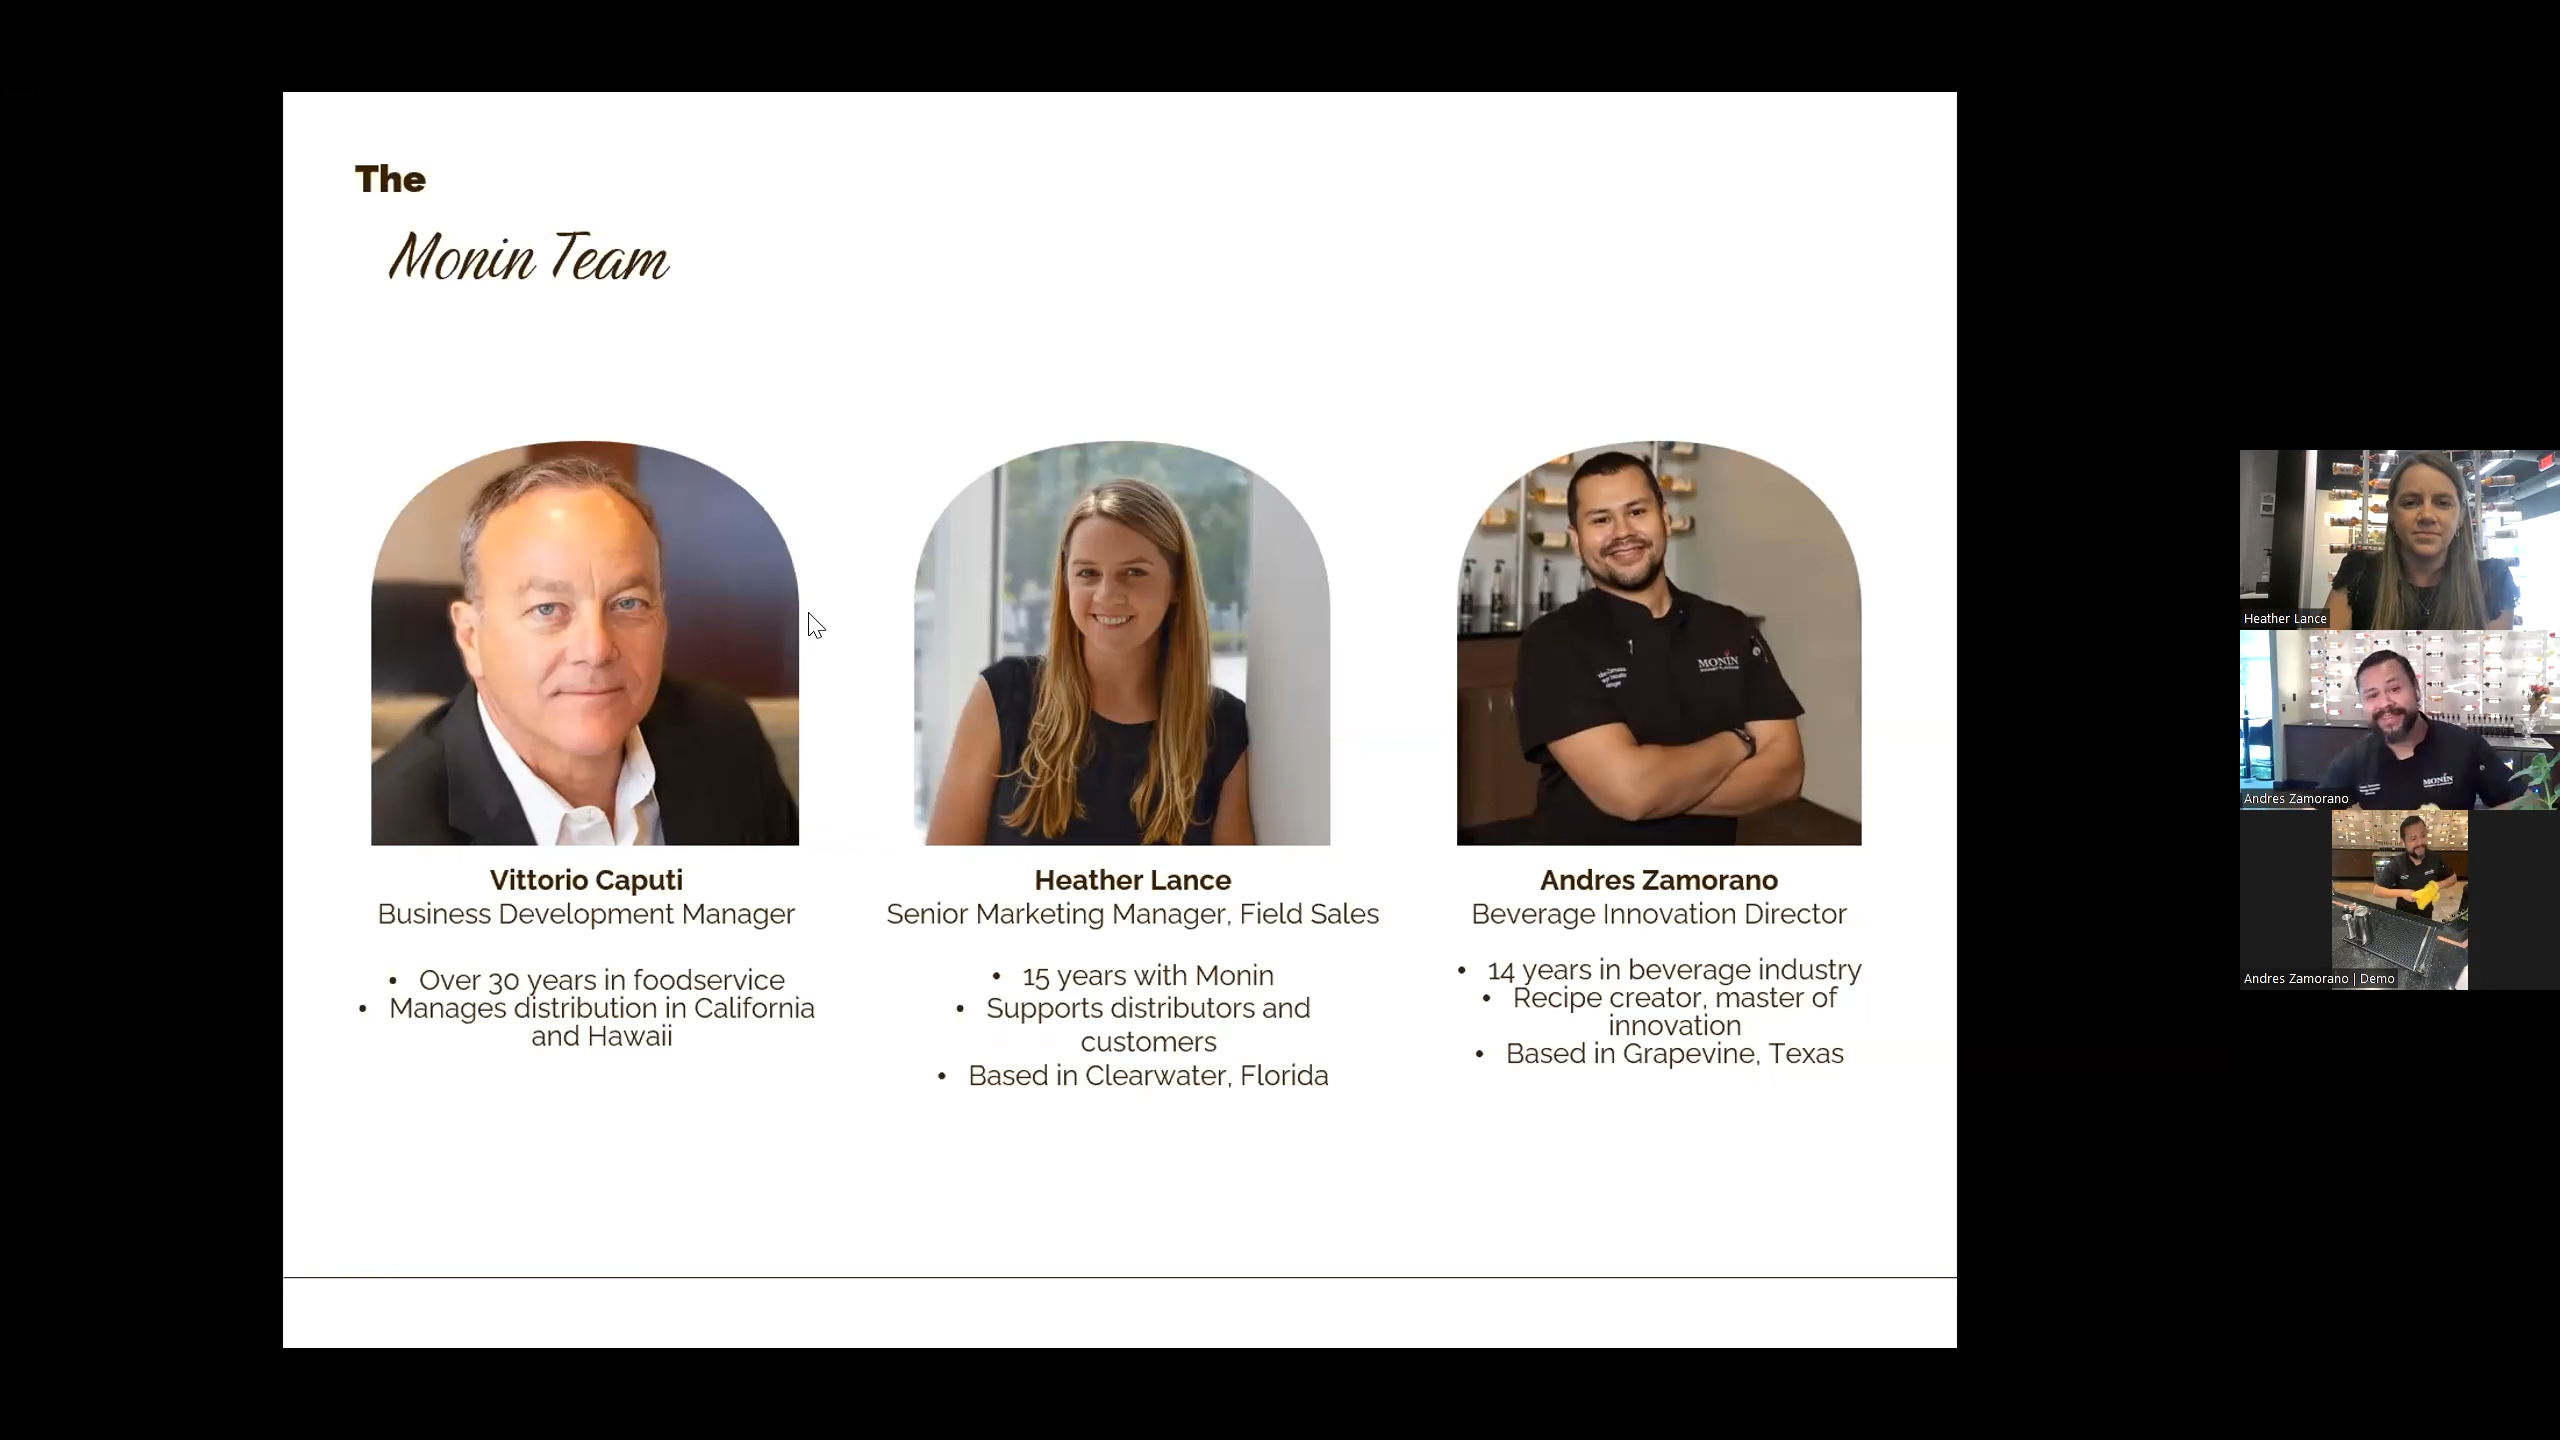 The
Monin Team
MONIN
Vittorio Caputi
Business Development Manager
• Over 30 years in foodservice
• Manages distribution in California
and Hawaii
Heather Lance
Senior Marketing Manager, Field Sales
• 15 years with Monin
• Supports distributors and
customers
• Based in Clearwater, Florida
Andres Zamorano
Beverage Innovation Director
• 14 years in beverage industry
• Recipe creator, master of
innovation
• Based in Grapevine, Texas
Heather Lance
MONIN
Andres Zamorano
Andres Zamorano | Demo